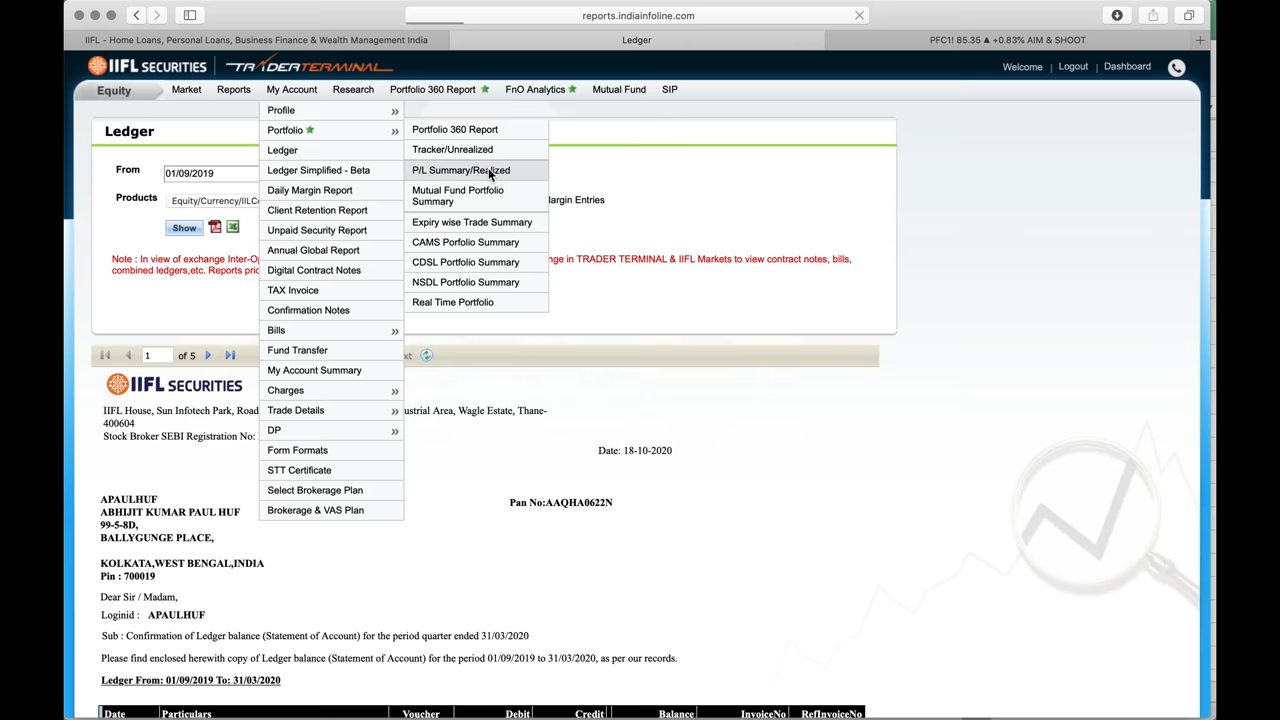 reports.indiainfoline.com
IIFL - Home Loans, Personal Loans, Business Finance & Wealth Management India
Ledger
PFC1! 85.35 ▲ +0.83% AIM & SHOOT
IIFL SECURITIES
TRADER TERMINAL
Welcome | Logout | Dashboard
Equity
Market
Reports
My Account
Research
Portfolio 360 Report
FnO Analytics
Mutual Fund
SIP
Ledger
From
01/09/2019
Products
Equity/Currency/IILC
Margin Entries
Show
Note : In view of exchange Inter-Op
nge in TRADER TERMINAL & IIFL Markets to view contract notes, bills,
combined ledgers,etc. Reports pric
Profile
Portfolio
Ledger
Ledger Simplified - Beta
Daily Margin Report
Client Retention Report
Unpaid Security Report
Annual Global Report
Digital Contract Notes
TAX Invoice
Confirmation Notes
Bills
Fund Transfer
My Account Summary
Charges
Trade Details
DP
Form Formats
STT Certificate
Select Brokerage Plan
Brokerage & VAS Plan
Portfolio 360 Report
Tracker/Unrealized
P/L Summary/Realized
Mutual Fund Portfolio
Summary
Expiry wise Trade Summary
CAMS Porfolio Summary
CDSL Portfolio Summary
NSDL Portfolio Summary
Real Time Portfolio
1 of 5
xt
IIFL SECURITIES
IIFL House, Sun Infotech Park, Road
ustrial Area, Wagle Estate, Thane-
400604
Stock Broker SEBI Registration No:
Date: 18-10-2020
APAULHUF
Pan No:AAQHA0622N
ABHIJIT KUMAR PAUL HUF
99-5-8D,
BALLYGUNGE PLACE,
KOLKATA,WEST BENGAL,INDIA
Pin : 700019
Dear Sir / Madam,
Loginid : APAULHUF
Sub : Confirmation of Ledger balance (Statement of Account) for the period quarter ended 31/03/2020
Please find enclosed herewith copy of Ledger balance (Statement of Account) for the period 01/09/2019 to 31/03/2020, as per our records.
Ledger From: 01/09/2019 To: 31/03/2020
Date Particulars Voucher Debit Credit Balance InvoiceNo RefInvoiceNo